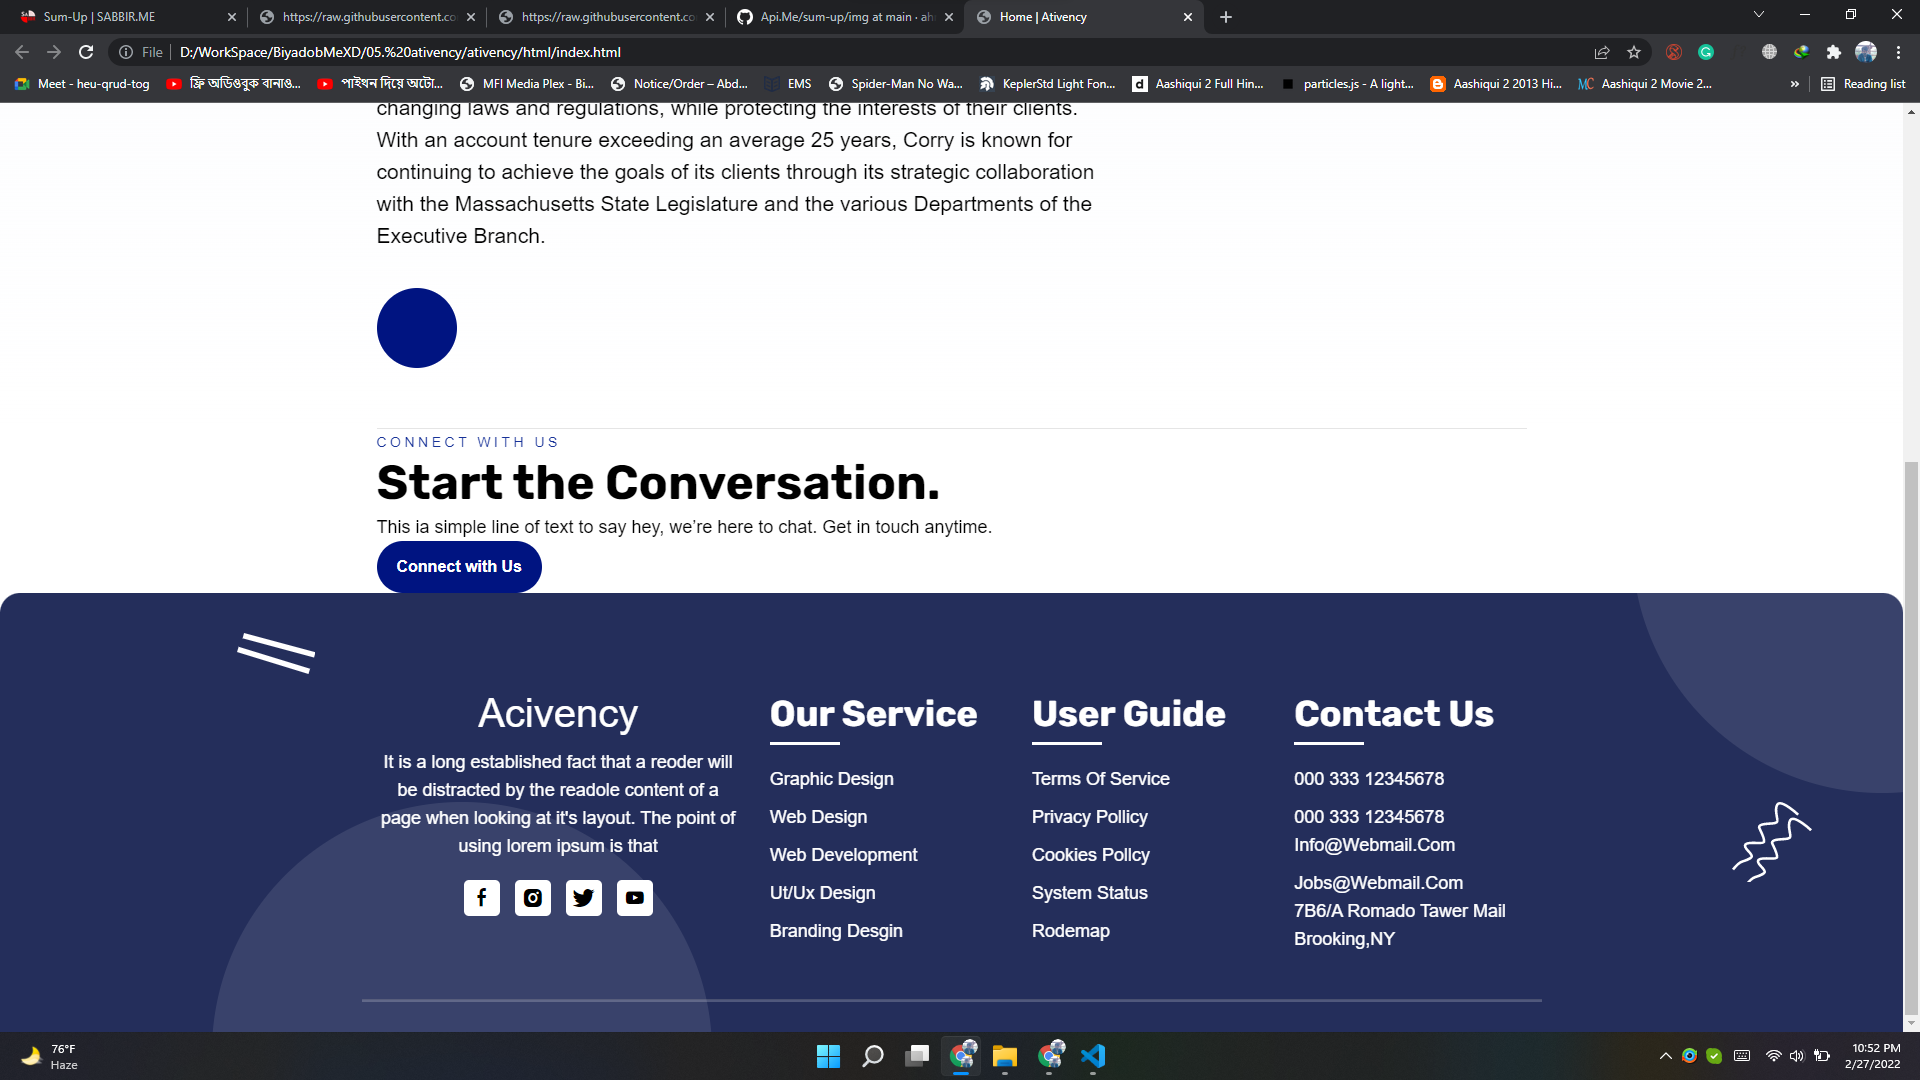 Sum-Up | SABBIR.ME
https://raw.githubusercontent.co
https://raw.githubusercontent.co
Api.Me/sum-up/img at main · ah
Home | Ativency
File
D:/WorkSpace/BiyadobMeXD/05.%20ativency/ativency/html/index.html
Meet - heu-qrud-tog
ফ্রি অডিওবুক বানাও...
পাইথন দিয়ে অটো...
MFI Media Plex - Bi...
Notice/Order – Abd...
EMS
Spider-Man No Wa...
KeplerStd Light Fon...
Aashiqui 2 Full Hin...
particles.js - A light...
Aashiqui 2 2013 Hi...
Aashiqui 2 Movie 2...
»
Reading list
changing laws and regulations, while protecting the interests of their clients.
With an account tenure exceeding an average 25 years, Corry is known for
continuing to achieve the goals of its clients through its strategic collaboration
with the Massachusetts State Legislature and the various Departments of the
Executive Branch.
CONNECT WITH US
Start the Conversation.
This ia simple line of text to say hey, we’re here to chat. Get in touch anytime.
Connect with Us
Acivency
It is a long established fact that a reoder will
be distracted by the readole content of a
page when looking at it's layout. The point of
using lorem ipsum is that
Our Service
Graphic Design
Web Design
Web Development
Ut/Ux Design
Branding Desgin
User Guide
Terms Of Service
Privacy Pollicy
Cookies Pollcy
System Status
Rodemap
Contact Us
000 333 12345678
000 333 12345678
Info@Webmail.Com
Jobs@Webmail.Com
7B6/A Romado Tawer Mail
Brooking,NY
76°F
Haze
10:52 PM
2/27/2022